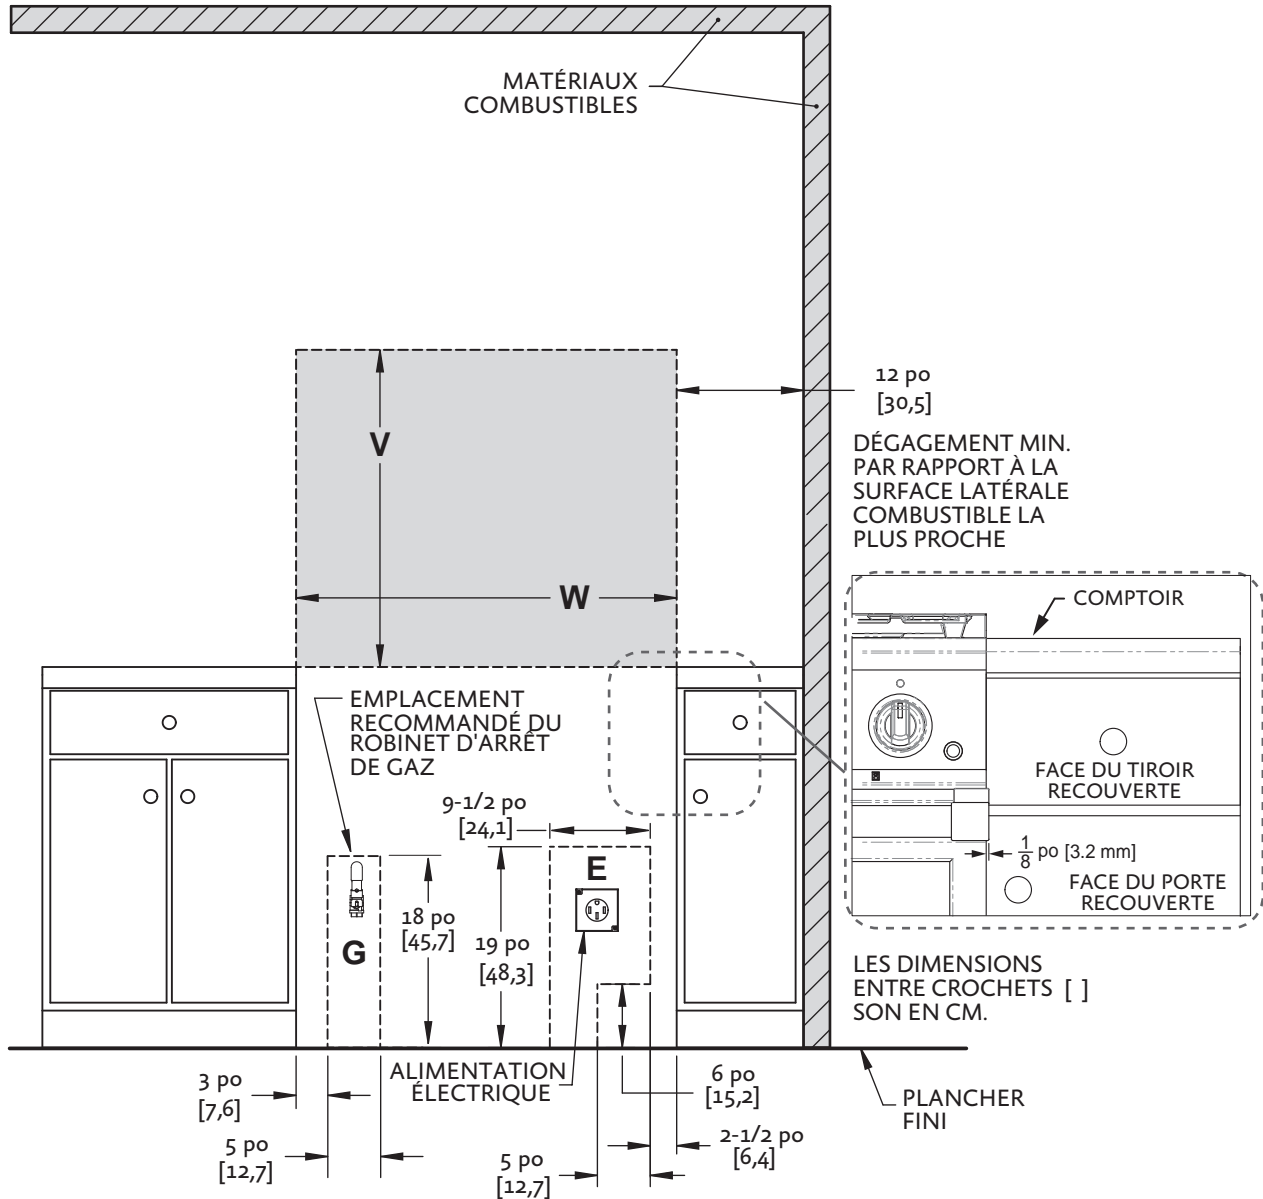 MATÉRIAUX
COMBUSTIBLES
12 po
[30,5]
V
DÉGAGEMENT MIN.
PAR RAPPORT À LA
SURFACE LATÉRALE
COMBUSTIBLE LA
PLUS PROCHE
W
COMPTOIR
EMPLACEMENT
RECOMMANDÉ DU
ROBINET D'ARRÊT
DE GAZ
FACE DU TIROIR
RECOUVERTE
9-1/2 po
[24,1]
1/8 po [3.2 mm]
E
FACE DU PORTE
RECOUVERTE
18 po
[45,7]
G
19 po
[48,3]
LES DIMENSIONS
ENTRE CROCHETS [ ]
SON EN CM.
ALIMENTATION
ÉLECTRIQUE
3 po
[7,6]
6 po
[15,2]
PLANCHER
FINI
5 po
[12,7]
2-1/2 po
[6,4]
5 po
[12,7]